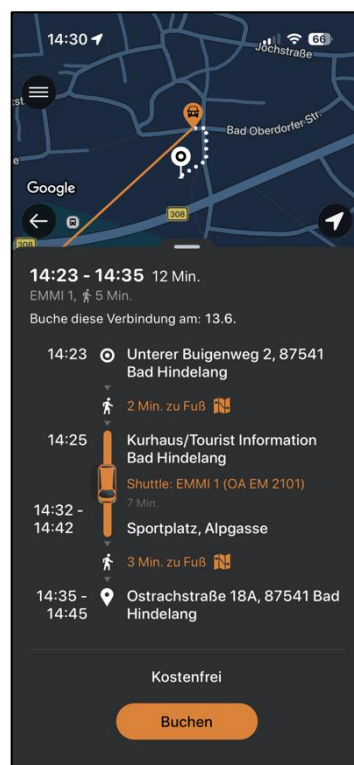 14:30
66
Jochstraße
st.
Bad Oberdorfer Str.
e
Google
308
308
14:23 - 14:35 12 Min.
EMMI 1, 5 Min.
Buche diese Verbindung am: 13.6.
14:23 Unterer Buigenweg 2, 87541
Bad Hindelang
2 Min. zu Fuß
14:25 Kurhaus/Tourist Information
Bad Hindelang
Shuttle: EMMI 1 (OA EM 2101)
7 Min.
14:32 -
14:42 Sportplatz, Alpgasse
3 Min. zu Fuß
14:35 - Ostrachstraße 18A, 87541 Bad
14:45 Hindelang
Kostenfrei
Buchen